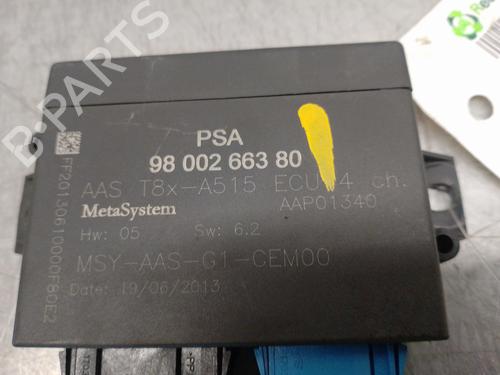 B-PARTS
PSA
98 002 663 80
AAS T8x-A515 ECU 4 ch.
MetaSystem
AAP01340
Hw: 05 Sw: 6.2
MSY-AAS-G1-CEM00
Date: 19/06/2013
FF20130610000F80E2